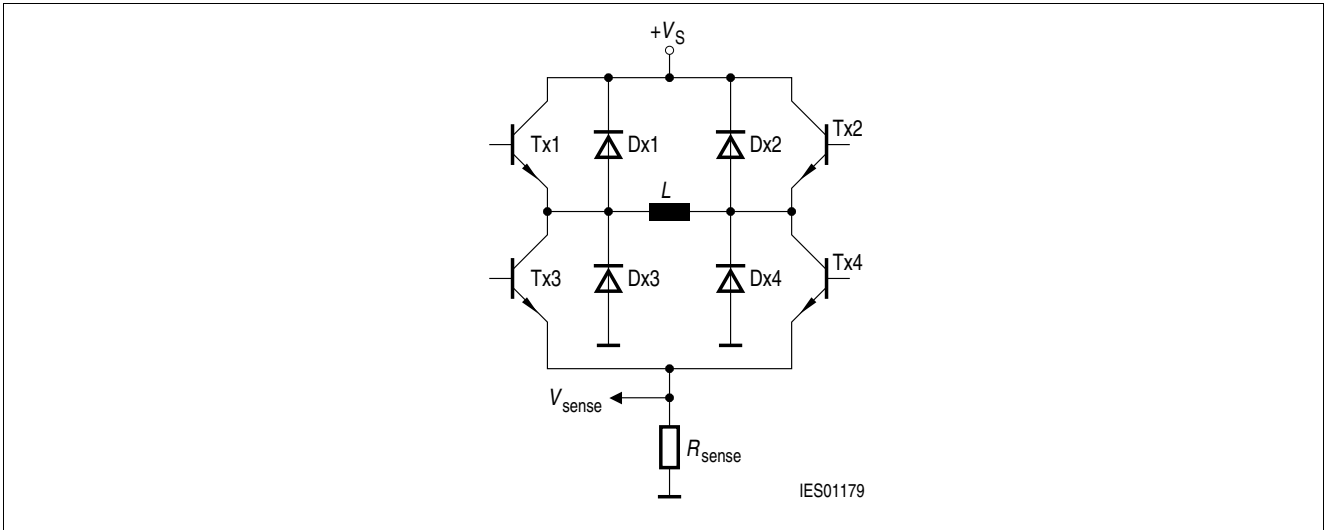 +VS
Tx1
Dx1
Dx2
Tx2
L
Tx3
Dx3
Dx4
Tx4
Vsense
Rsense
IES01179